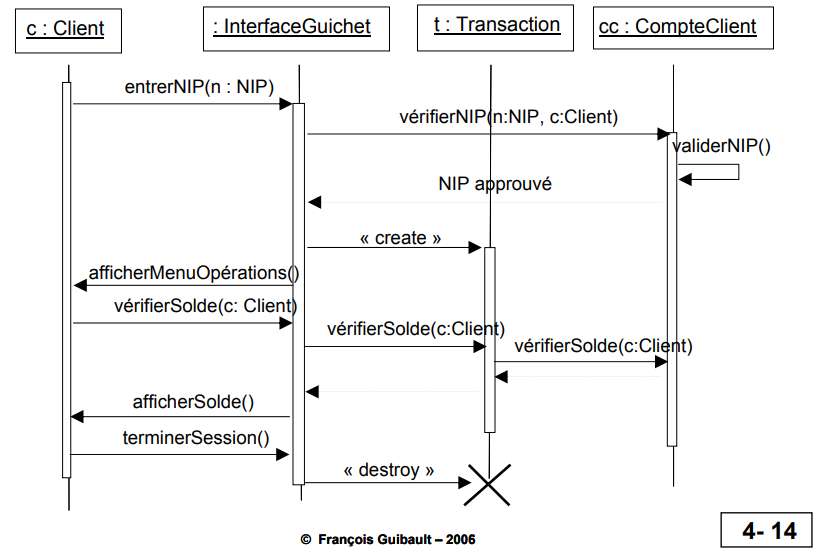 c : Client
: InterfaceGuichet
t : Transaction
cc : CompteClient
entrerNIP(n : NIP)
vérifierNIP(n:NIP, c:Client)
validerNIP()
NIP approuvé
« create »
afficherMenuOpérations()
vérifierSolde(c: Client)
vérifierSolde(c:Client)
vérifierSolde(c:Client)
afficherSolde()
terminerSession()
« destroy »
© François Guibault – 2006
4- 14